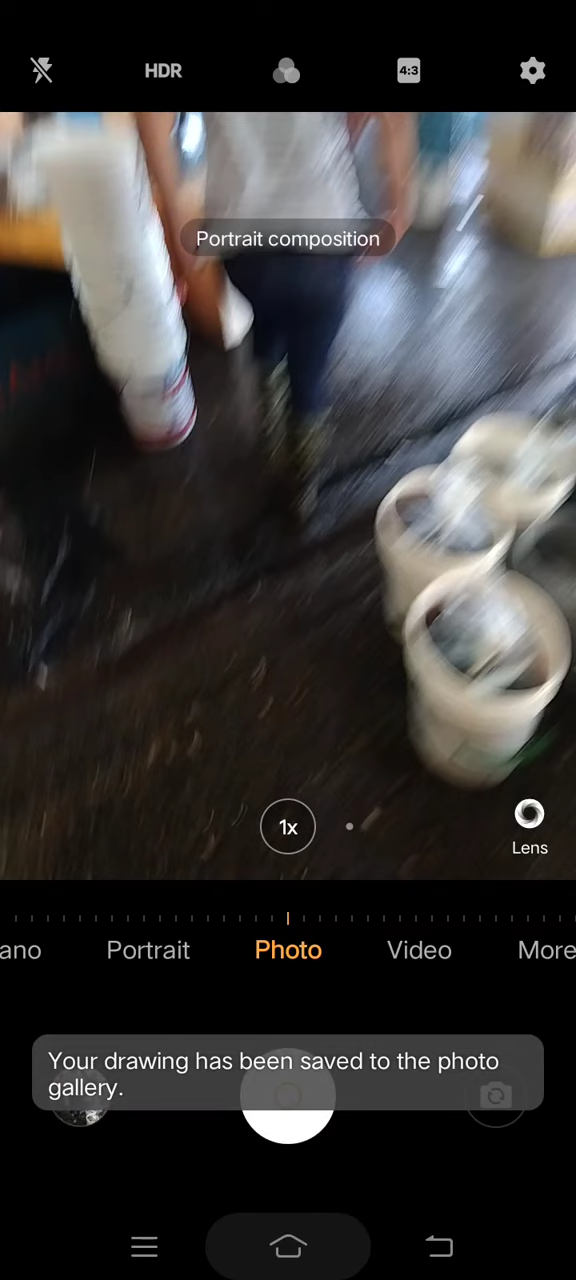 HDR
4:3
Portrait composition
1x
Lens
ano Portrait Photo Video More
Your drawing has been saved to the photo
gallery.